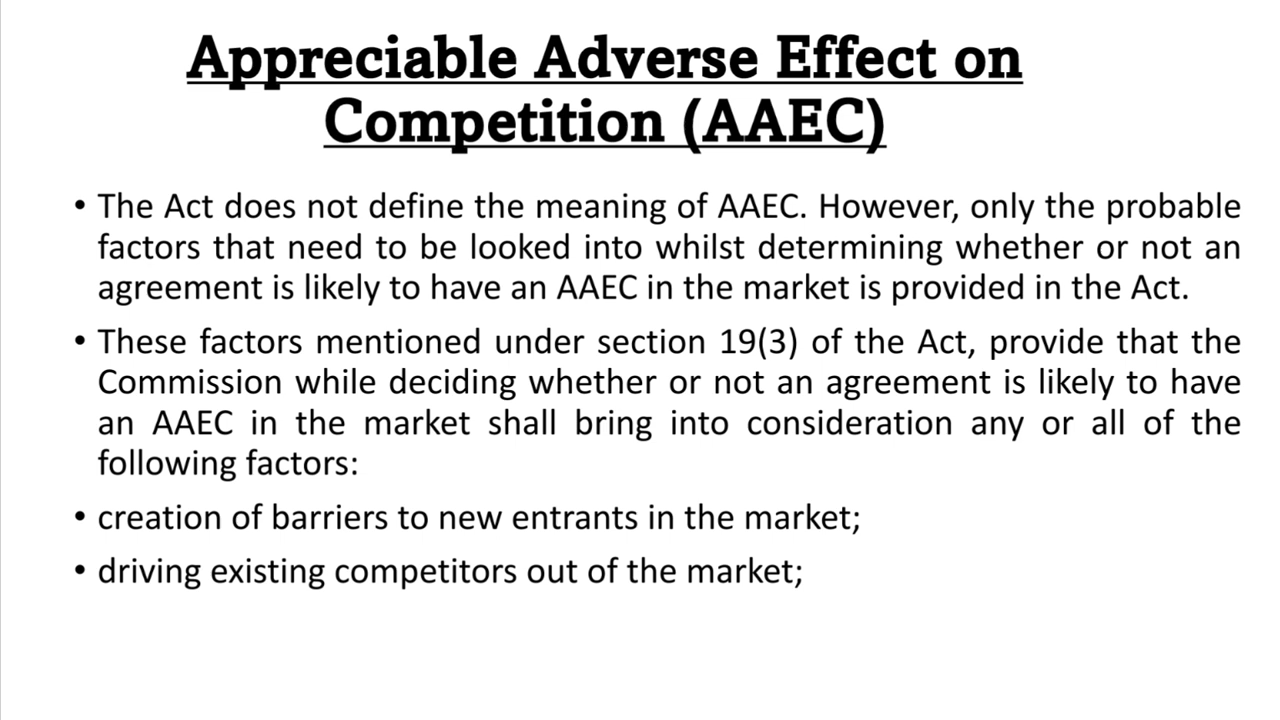 Appreciable Adverse Effect on
Competition (AAEC)
• The Act does not define the meaning of AAEC. However, only the probable
factors that need to be looked into whilst determining whether or not an
agreement is likely to have an AAEC in the market is provided in the Act.
• These factors mentioned under section 19(3) of the Act, provide that the
Commission while deciding whether or not an agreement is likely to have
an AAEC in the market shall bring into consideration any or all of the
following factors:
• creation of barriers to new entrants in the market;
• driving existing competitors out of the market;